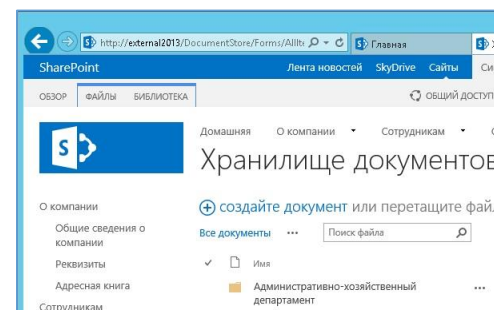 http://external2013/DocumentStore/Forms/AllIte
Главная
SharePoint
Лента новостей SkyDrive Сайты
ОБЗОР ФАЙЛЫ БИБЛИОТЕКА
ОБЩИЙ ДОСТУП
Домашняя О компании Сотрудникам
Хранилище документов
создайте документ или перетащите
Все документы ... Поиск файла
Имя
Административно-хозяйственный ...
департамент
О компании
Общие сведения о
компании
Реквизиты
Адресная книга
Сотрудникам